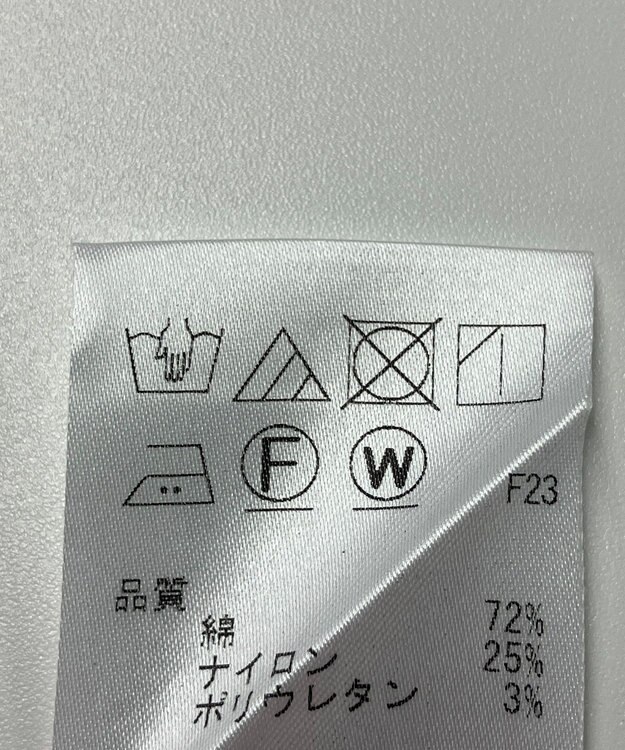 F W F23
品質
綿 72%
ナイロン 25%
ポリウレタン 3%